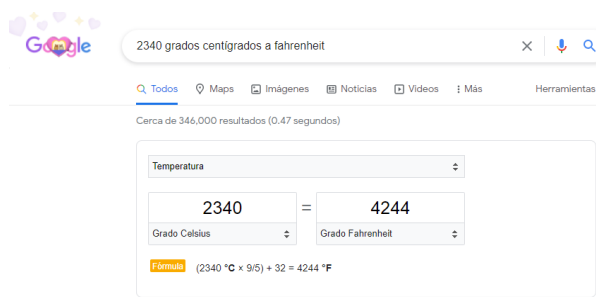 Google
2340 grados centígrados a fahrenheit
Todos Maps Imágenes Noticias Videos Más Herramientas
Cerca de 346,000 resultados (0.47 segundos)
Temperatura
2340 = 4244
Grado Celsius Grado Fahrenheit
Fórmula (2340 °C × 9/5) + 32 = 4244 °F